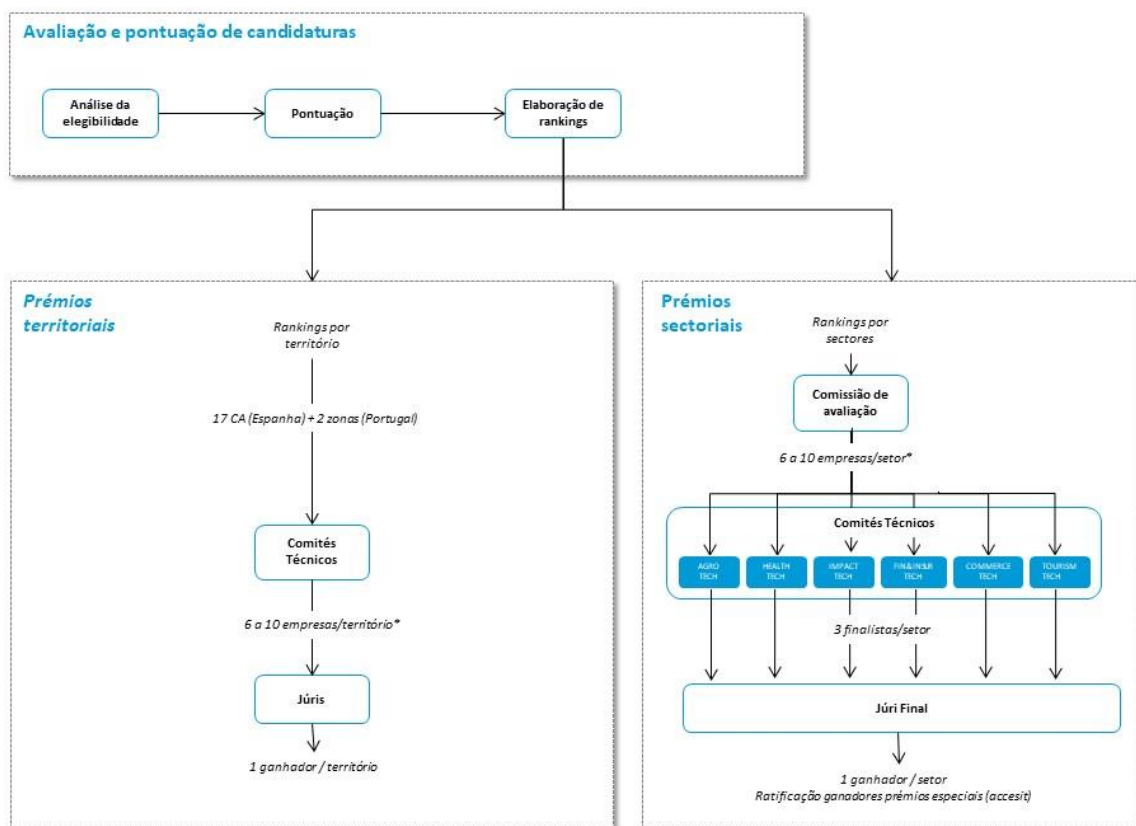 Avaliação e pontuação de candidaturas
Análise da
elegibilidade
Pontuação
Elaboração de
rankings
Prémios
territoriais
Rankings por
território
17 CA (Espanha) + 2 zonas (Portugal)
Comités
Técnicos
6 a 10 empresas/território*
Júris
1 ganhador / território
Prémios
sectoriais
Rankings por
sectores
Comissão de
avaliação
6 a 10 empresas/setor*
Comités Técnicos
AGRO
TECH
HEALTH
TECH
IMPACT
TECH
FIN&INSUR
TECH
COMMERCE
TECH
TOURISM
TECH
3 finalistas/setor
Júri Final
1 ganhador / setor
Ratificação ganadores prémios especiais (accesit)